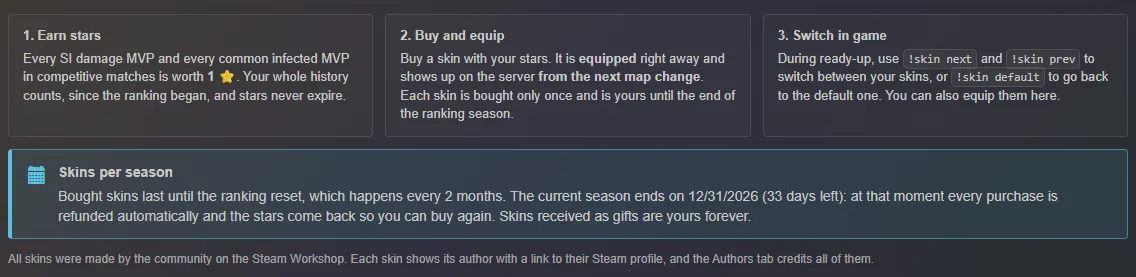 1. Earn stars
Every SI damage MVP and every common infected MVP
in competitive matches is worth 1 ⭐. Your whole history
counts, since the ranking began, and stars never expire.
2. Buy and equip
Buy a skin with your stars. It is equipped right away and
shows up on the server from the next map change.
Each skin is bought only once and is yours until the end of
the ranking season.
3. Switch in game
During ready-up, use !skin next and !skin prev to
switch between your skins, or !skin default to go back
to the default one. You can also equip them here.
Skins per season
Bought skins last until the ranking reset, which happens every 2 months. The current season ends on 12/31/2026 (33 days left): at that moment every purchase is
refunded automatically and the stars come back so you can buy again. Skins received as gifts are yours forever.
All skins were made by the community on the Steam Workshop. Each skin shows its author with a link to their Steam profile, and the Authors tab credits all of them.